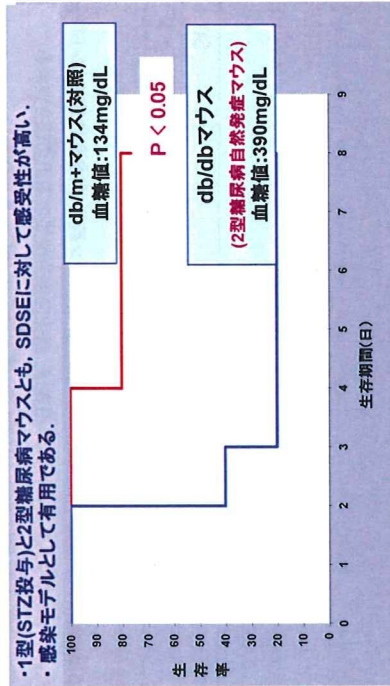 ・1型(STZ投与)と2型糖尿病マウスとも，SDSEに対して感受性が高い．
・感染モデルとして有用である．
生存率
100
90
80
70
60
50
40
30
20
10
0
db/m+マウス(対照)
血糖値:134mg/dL
P < 0.05
db/dbマウス
(2型糖尿病自然発症マウス)
血糖値:390mg/dL
0 1 2 3 4 5 6 7 8 9
生存期間(日)